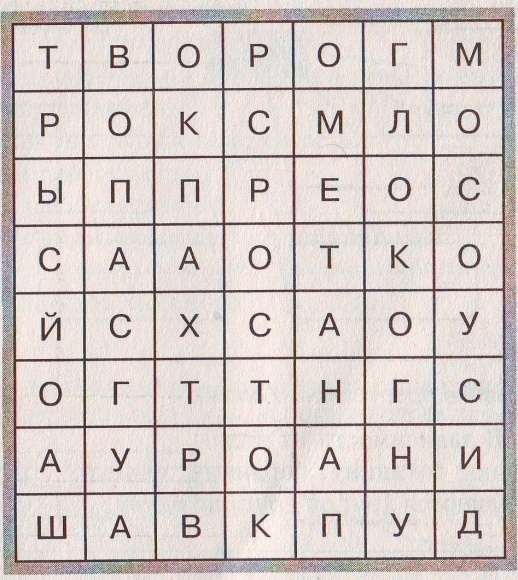 Т В О Р О Г М
Р О К С М Л О
Ы П П Р Е О С
С А А О Т К О
Й С Х С А О У
О Г Т Т Н Г С
А У Р О А Н И
Ш А В К П У Д